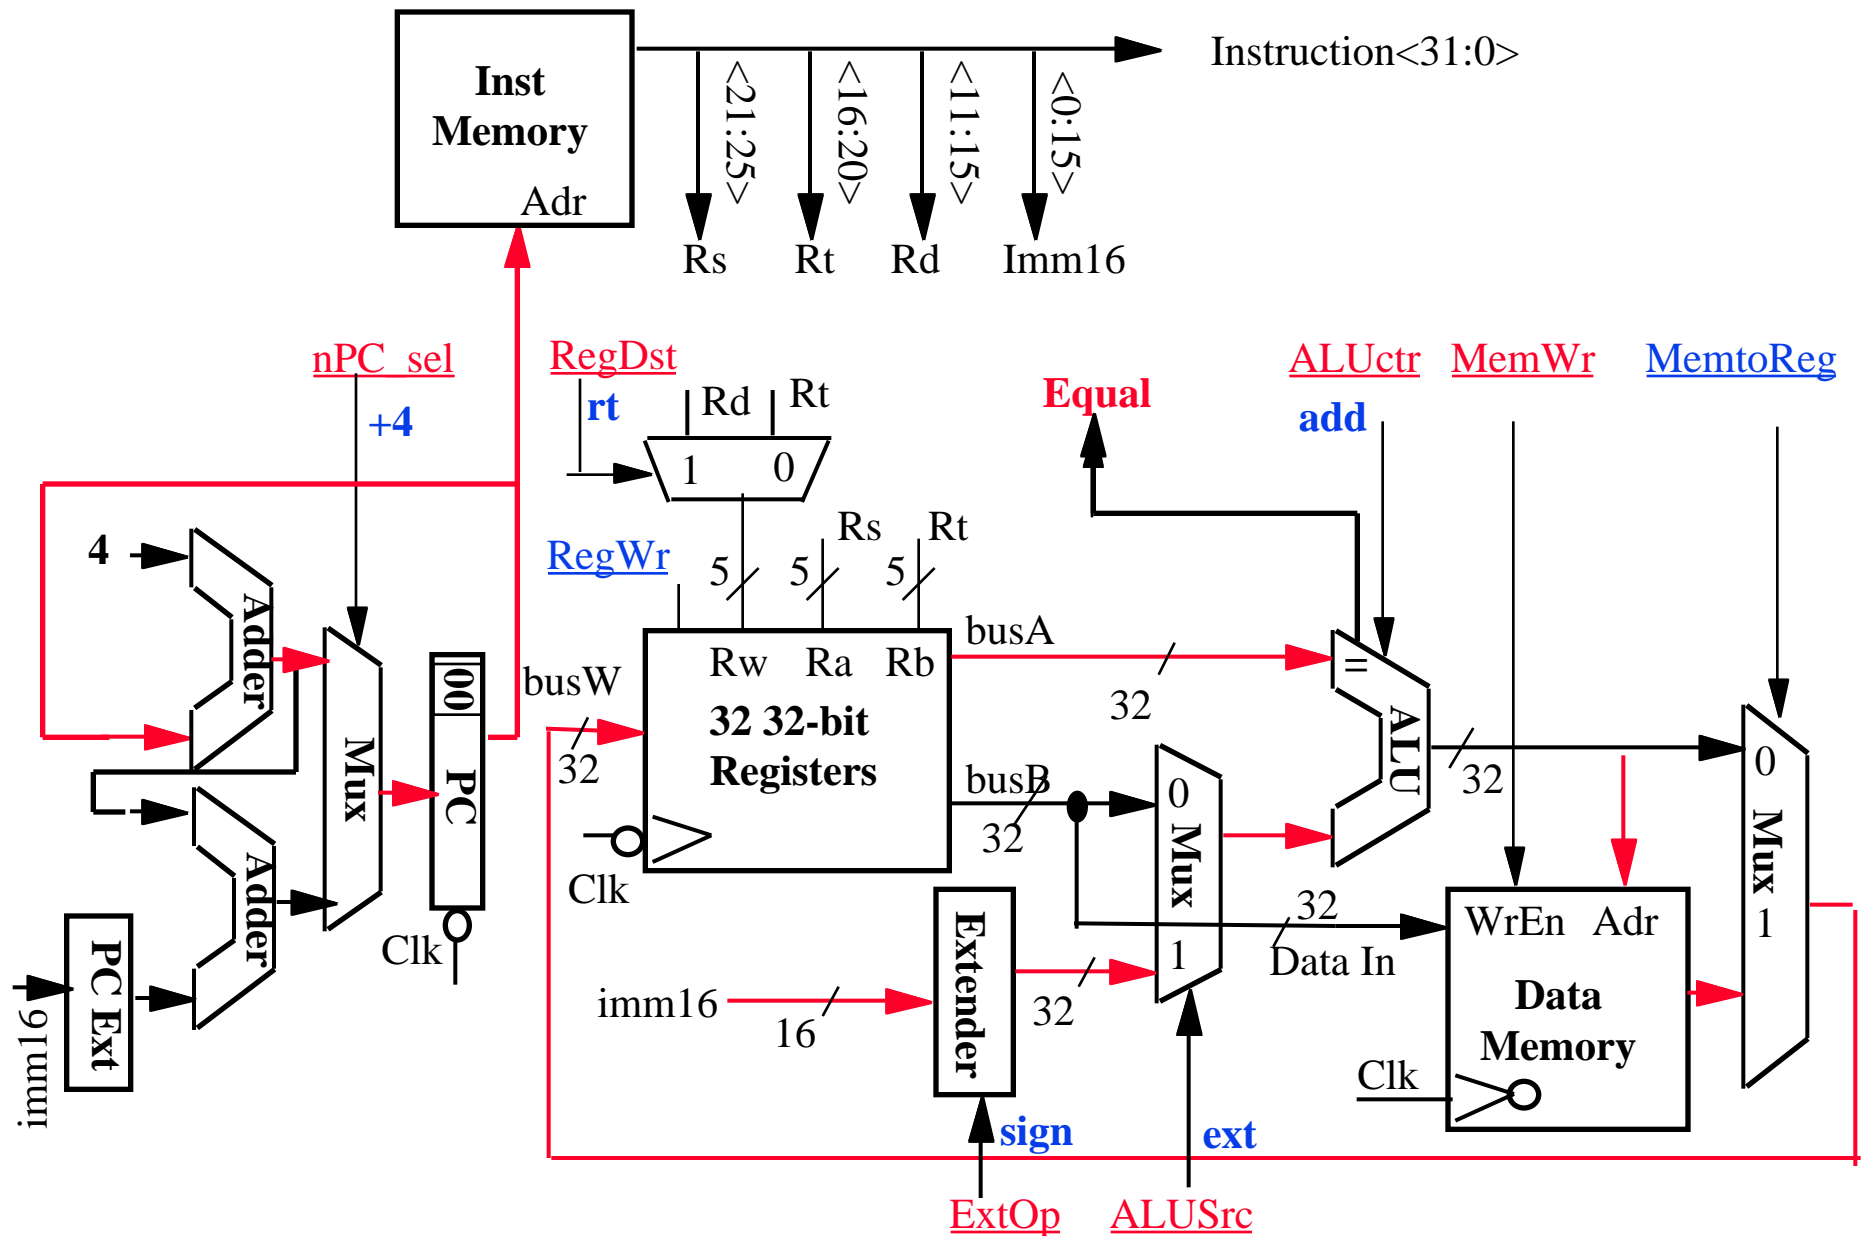 Inst
Memory
Adr
Instruction<31:0>
<21:25>
<16:20>
<11:15>
<0:15>
Rs
Rt
Rd
Imm16
nPC_sel
+4
RegDst
rt
Rd
Rt
1
0
Equal
ALUctr
add
MemWr
MemtoReg
4
Adder
Mux
00
PC
Clk
Adder
PC Ext
imm16
RegWr
5
5
Rs
5
Rt
busW
32
Rw
Ra
Rb
32 32-bit
Registers
Clk
busA
32
busB
32
0
Mux
1
=
ALU
32
imm16
16
Extender
32
sign
ExtOp
ext
ALUSrc
32
Data In
WrEn
Adr
Data
Memory
Clk
0
Mux
1